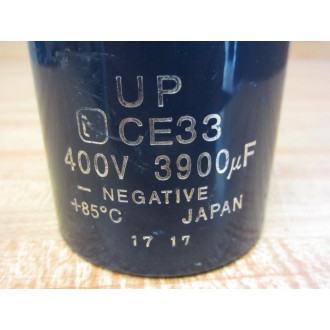 UP
CE33
400V 3900µF
— NEGATIVE
+85°C JAPAN
17 17